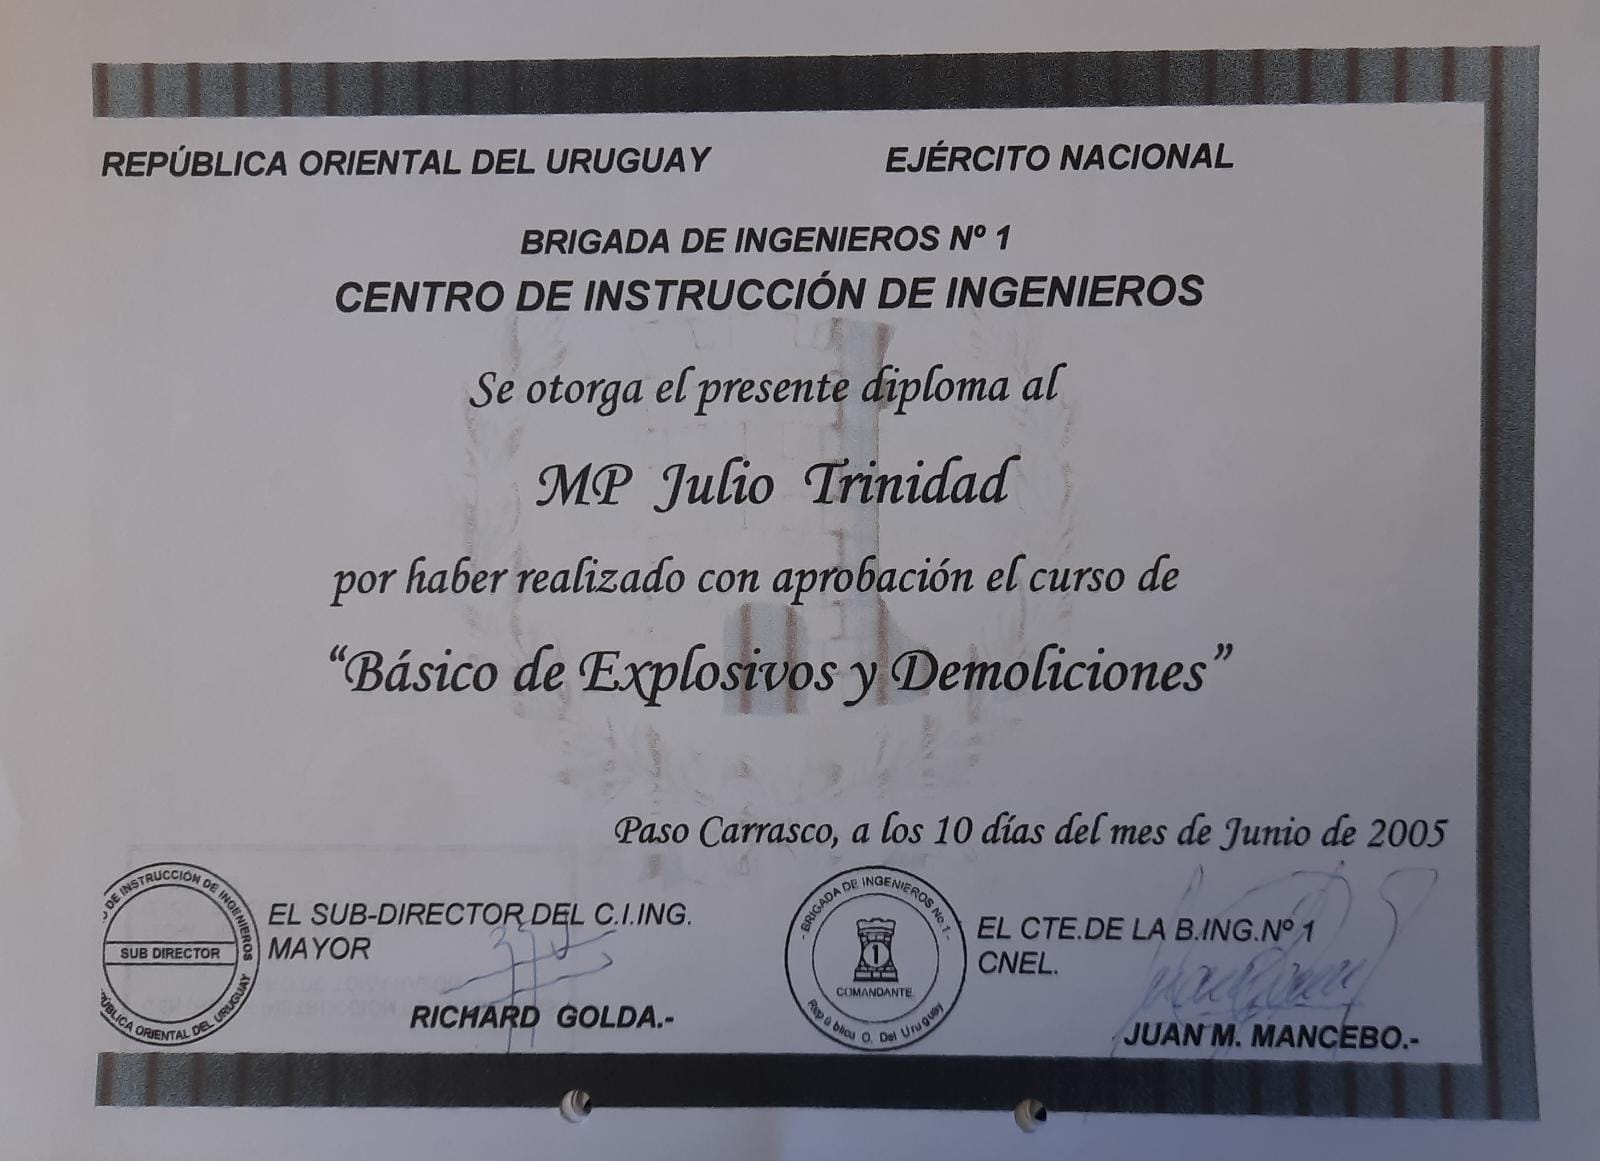 REPÚBLICA ORIENTAL DEL URUGUAY EJÉRCITO NACIONAL
BRIGADA DE INGENIEROS Nº 1
CENTRO DE INSTRUCCIÓN DE INGENIEROS
Se otorga el presente diploma al
MP Julio Trinidad
por haber realizado con aprobación el curso de
“Básico de Explosivos y Demoliciones”
Paso Carrasco, a los 10 días del mes de Junio de 2005
DE INSTRUCCIÓN DE INGENIEROS
SUB DIRECTOR
ORIENTAL DEL URUGUAY
EL SUB-DIRECTOR DEL C.I.ING.
MAYOR
RICHARD GOLDA.-
- BRIGADA DE INGENIEROS No.1 -
1
COMANDANTE
República O. Del Uruguay
EL CTE.DE LA B.ING.Nº 1
CNEL.
JUAN M. MANCEBO.-